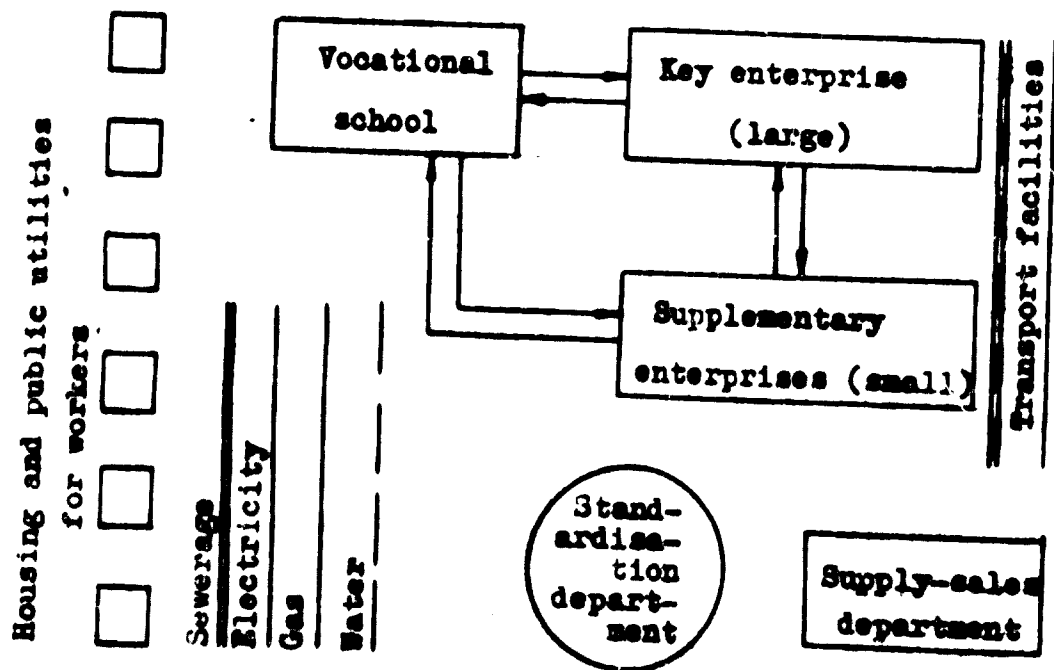 Housing and public utilities
for workers
Vocational
school
Key enterprise
(large)
Transport facilities
Supplementary
enterprises (small)
Sewerage
Electricity
Gas
Water
Stand-
ardisa-
tion
depart-
ment
Supply-sales
department